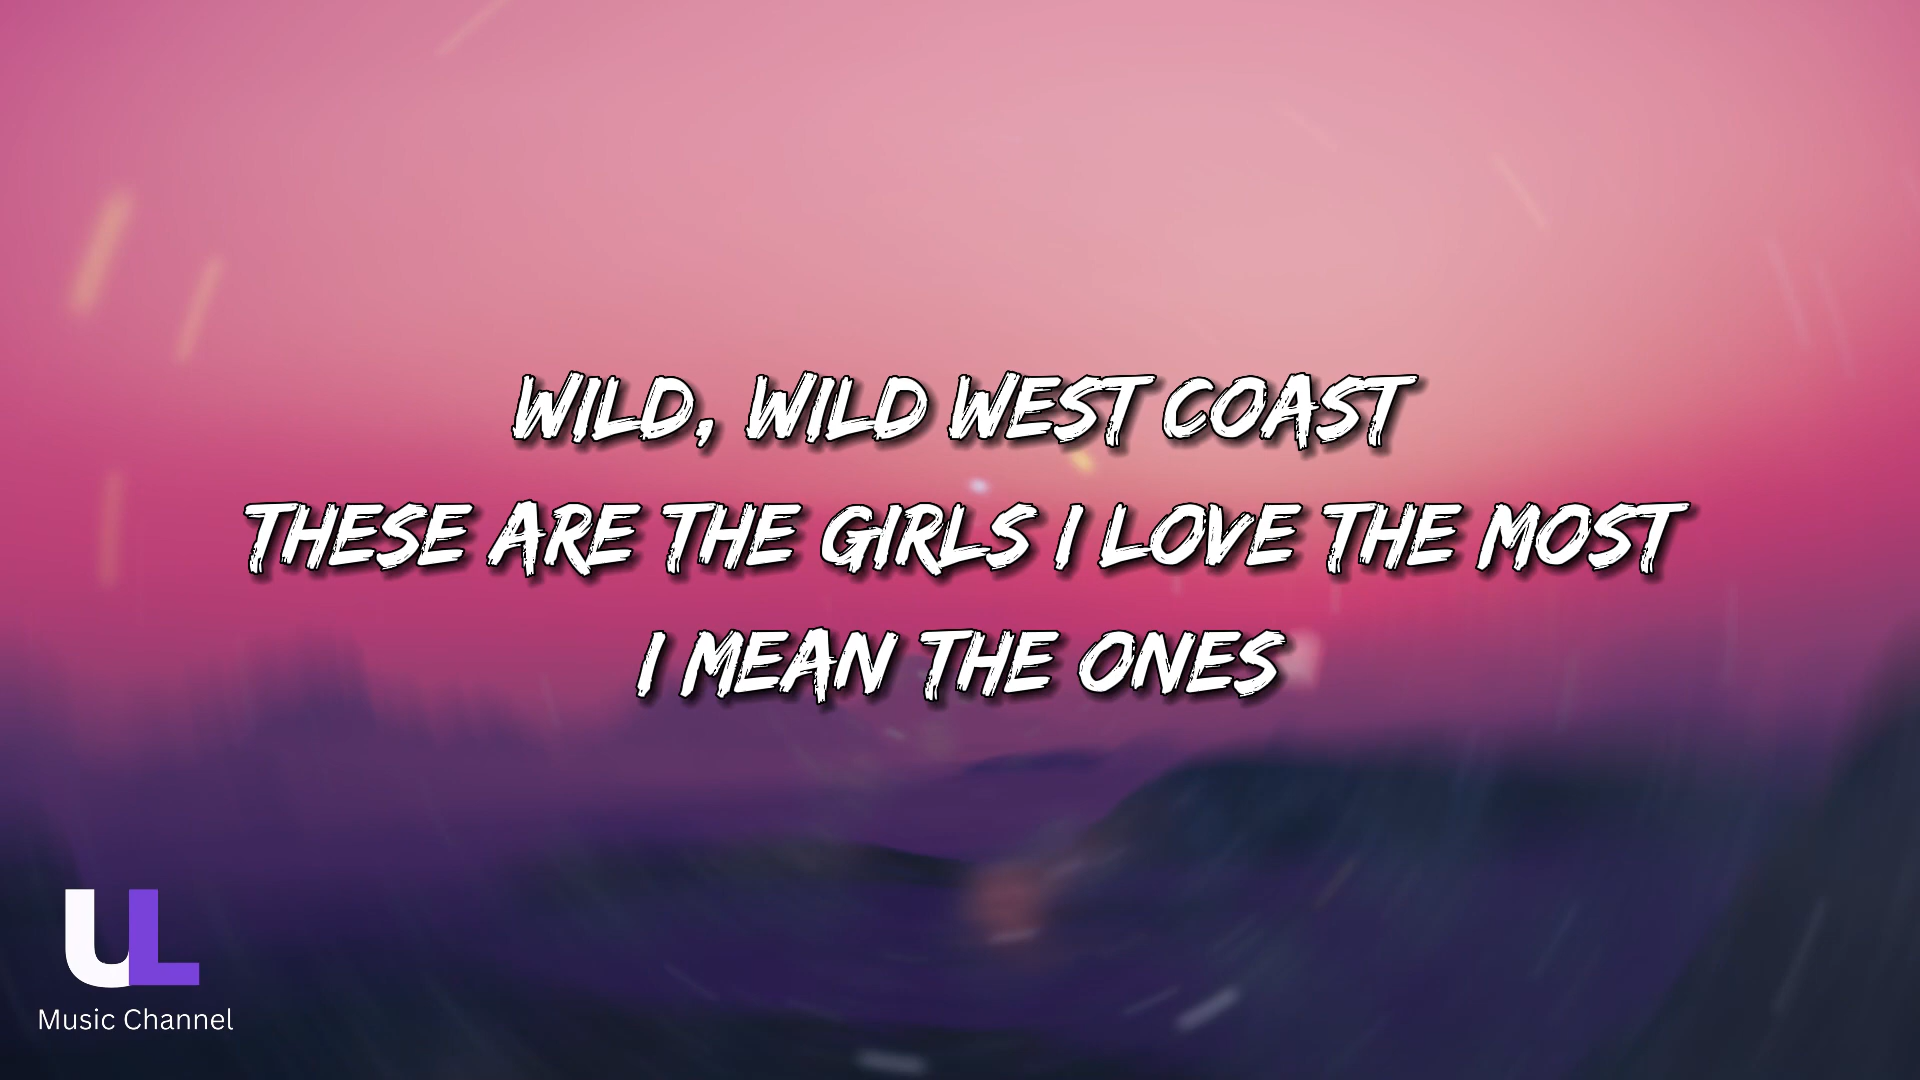 WILD, WILD WEST COAST
THESE ARE THE GIRLS I LOVE THE MOST
I MEAN THE ONES
UL
Music Channel